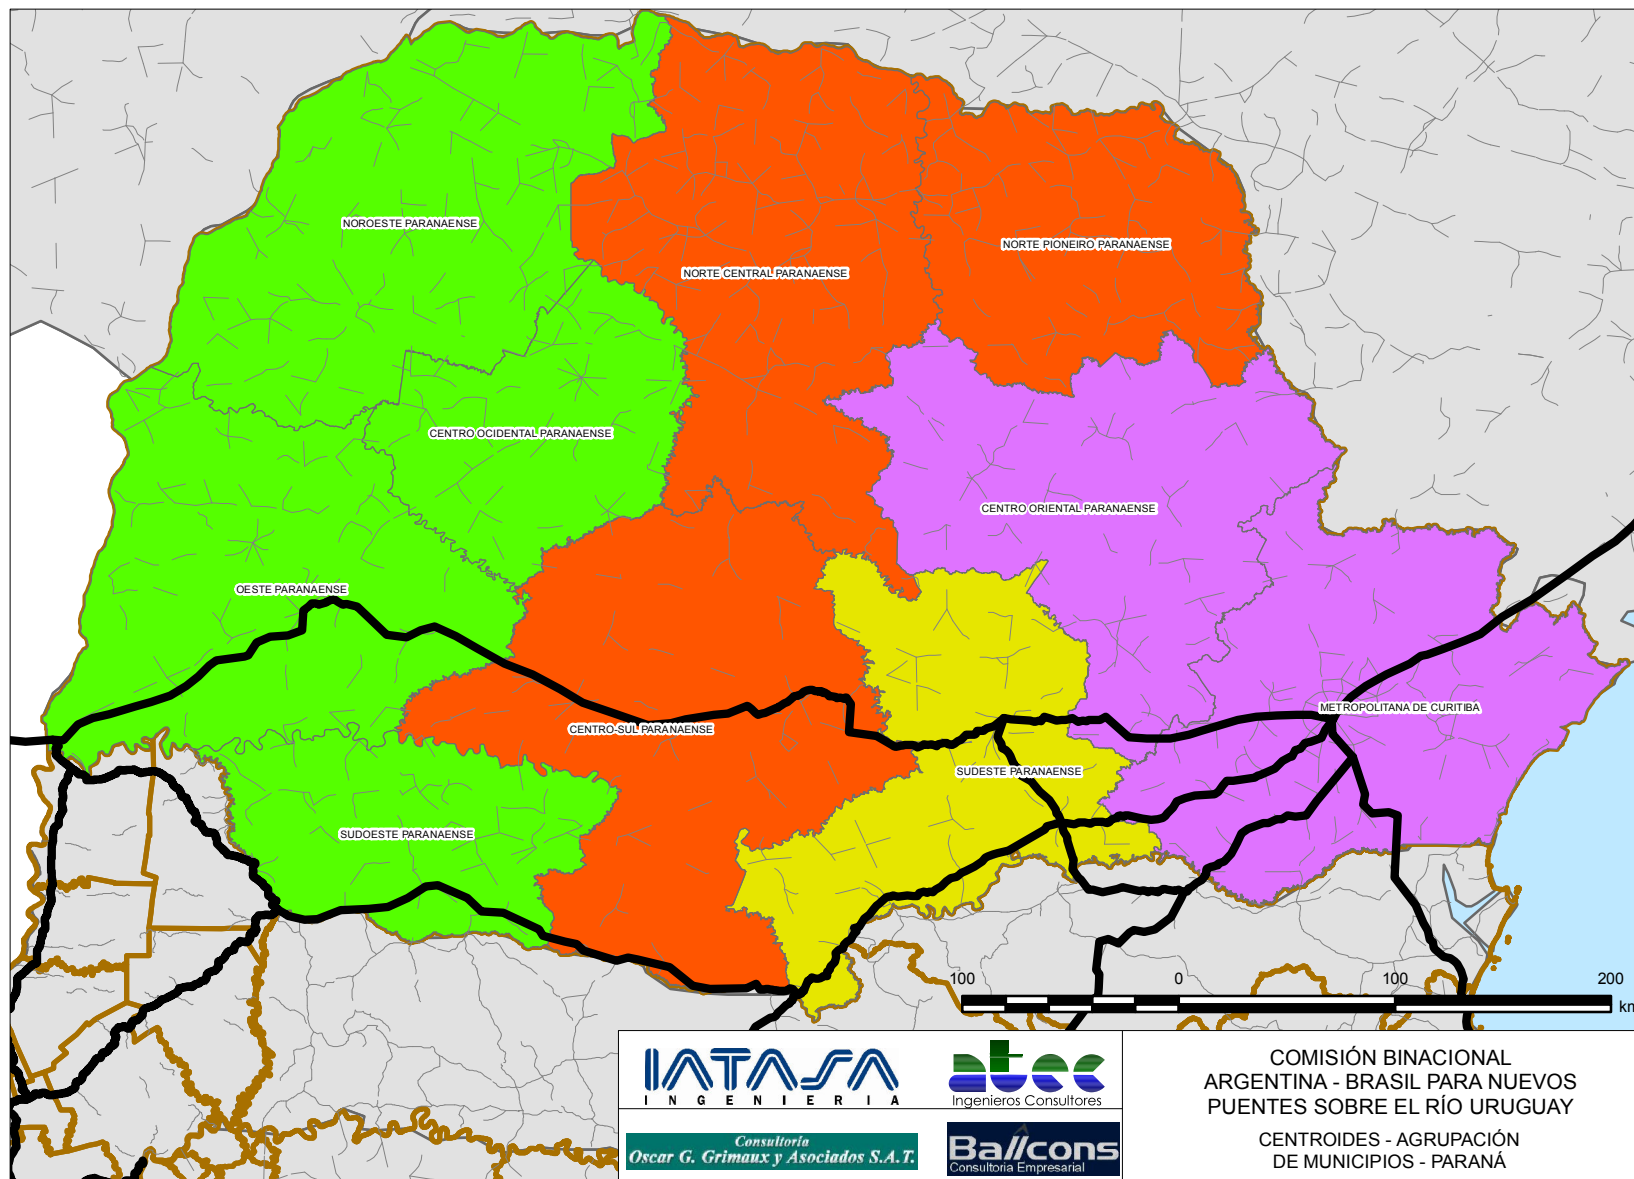 NOROESTE PARANAENSE
NORTE PIONEIRO PARANAENSE
NORTE CENTRAL PARANAENSE
CENTRO OCIDENTAL PARANAENSE
CENTRO ORIENTAL PARANAENSE
OESTE PARANAENSE
METROPOLITANA DE CURITIBA
CENTRO-SUL PARANAENSE
SUDESTE PARANAENSE
SUDOESTE PARANAENSE
100 0 100 200
km
IATASA
INGENIERIA
atec
Ingenieros Consultores
Consultoría
Oscar G. Grimaux y Asociados S.A.T.
Ballcons
Consultoria Empresarial
COMISIÓN BINACIONAL
ARGENTINA - BRASIL PARA NUEVOS
PUENTES SOBRE EL RÍO URUGUAY
CENTROIDES - AGRUPACIÓN
DE MUNICIPIOS - PARANÁ